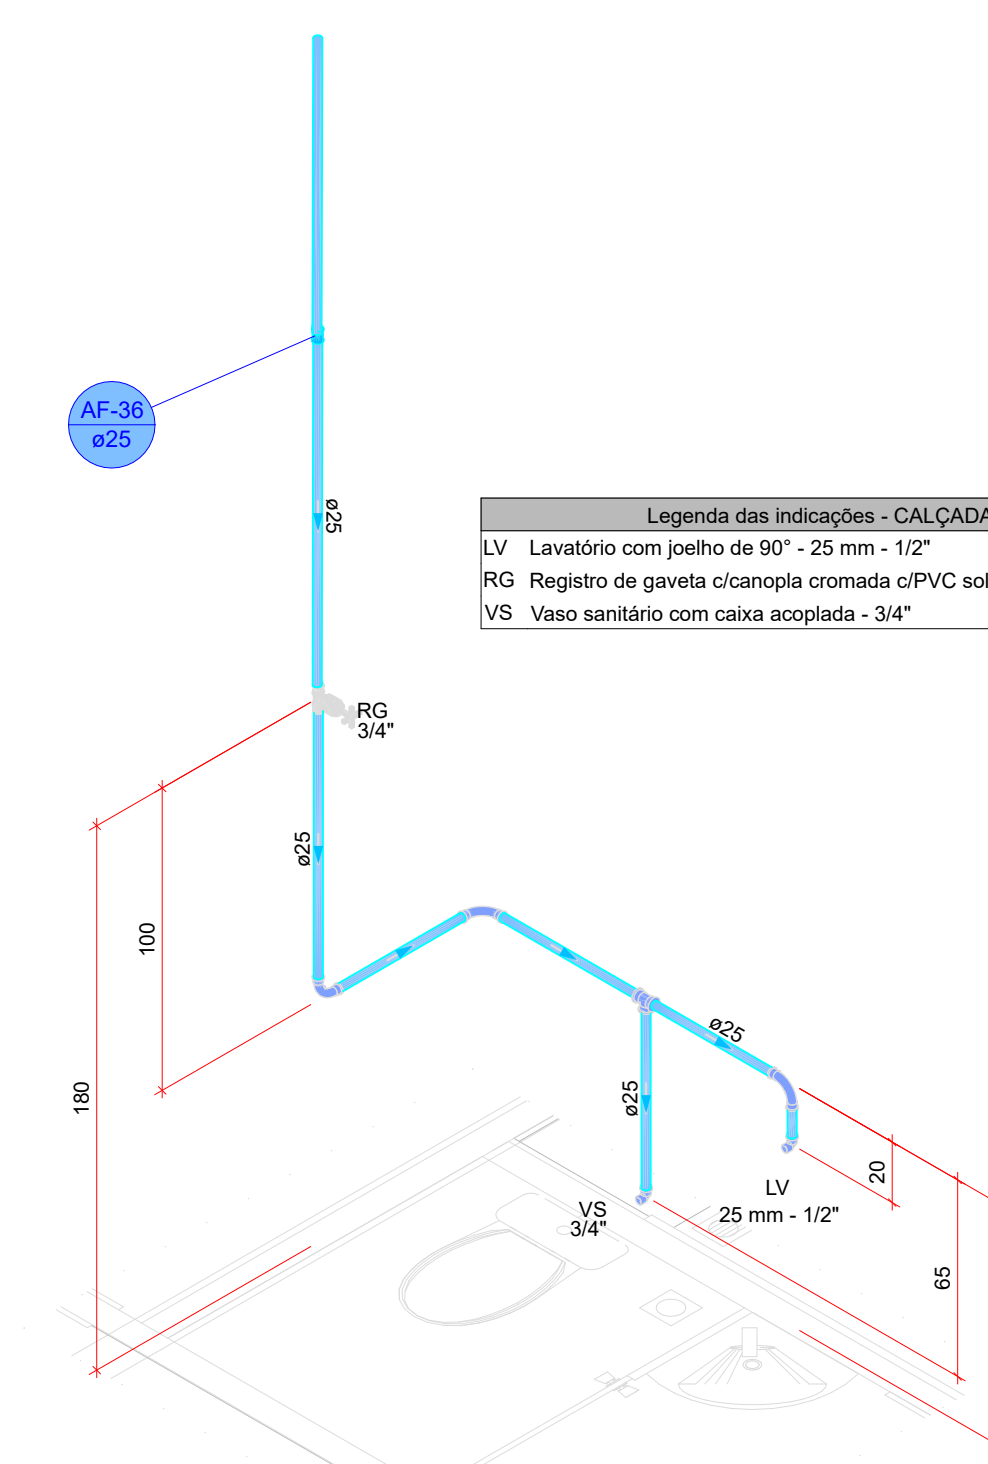 AF-36
ø25
ø25
Legenda das indicações - CALÇADA
LV Lavatório com joelho de 90° - 25 mm - 1/2"
RG Registro de gaveta c/canopla cromada c/PVC sol
VS Vaso sanitário com caixa acoplada - 3/4"
RG
3/4"
ø25
100
180
ø25
ø25
20
LV
25 mm - 1/2"
VS
3/4"
65